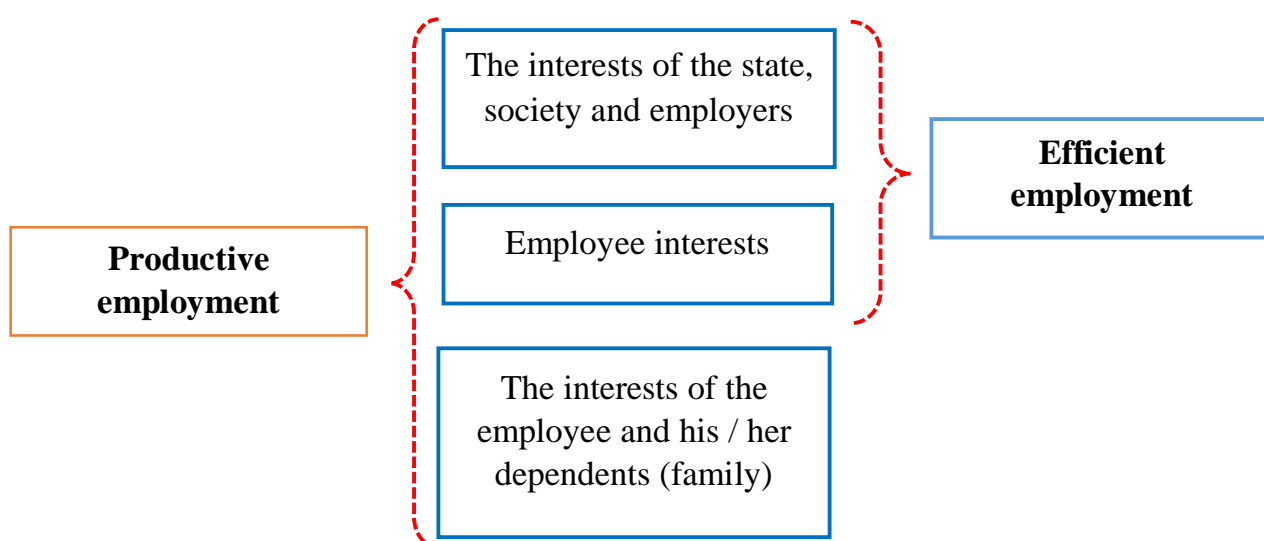 The interests of the state,
society and employers
Efficient
employment
Employee interests
Productive
employment
The interests of the
employee and his / her
dependents (family)